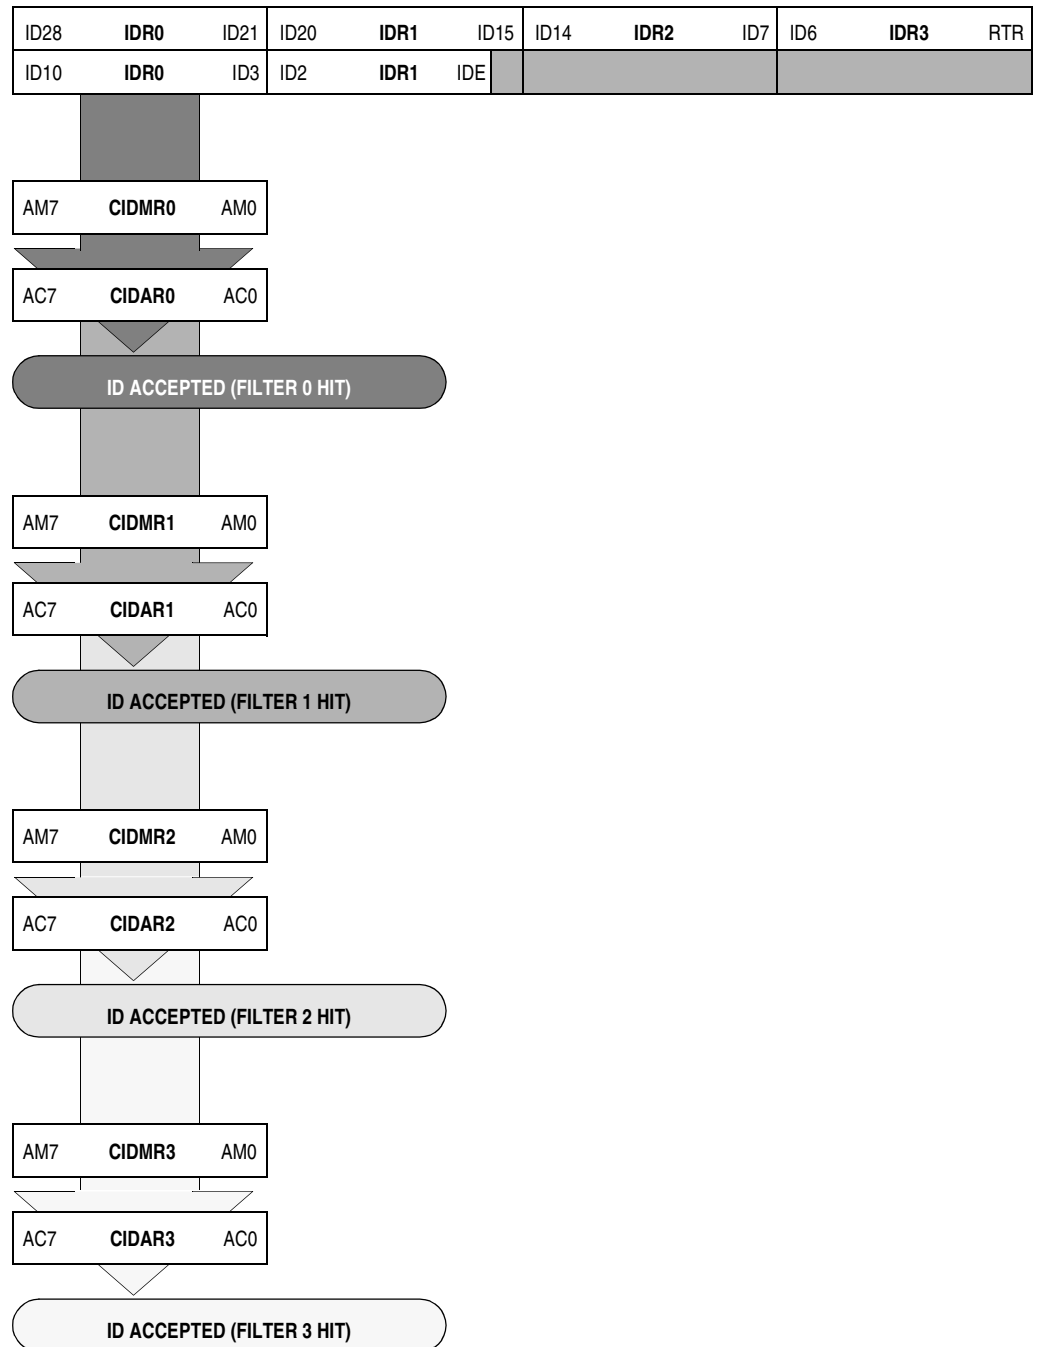 ID28 IDR0 ID21 ID20 IDR1 ID15 ID14 IDR2 ID7 ID6 IDR3 RTR
ID10 IDR0 ID3 ID2 IDR1 IDE
AM7 CIDMR0 AM0
AC7 CIDAR0 AC0
ID ACCEPTED (FILTER 0 HIT)
AM7 CIDMR1 AM0
AC7 CIDAR1 AC0
ID ACCEPTED (FILTER 1 HIT)
AM7 CIDMR2 AM0
AC7 CIDAR2 AC0
ID ACCEPTED (FILTER 2 HIT)
AM7 CIDMR3 AM0
AC7 CIDAR3 AC0
ID ACCEPTED (FILTER 3 HIT)